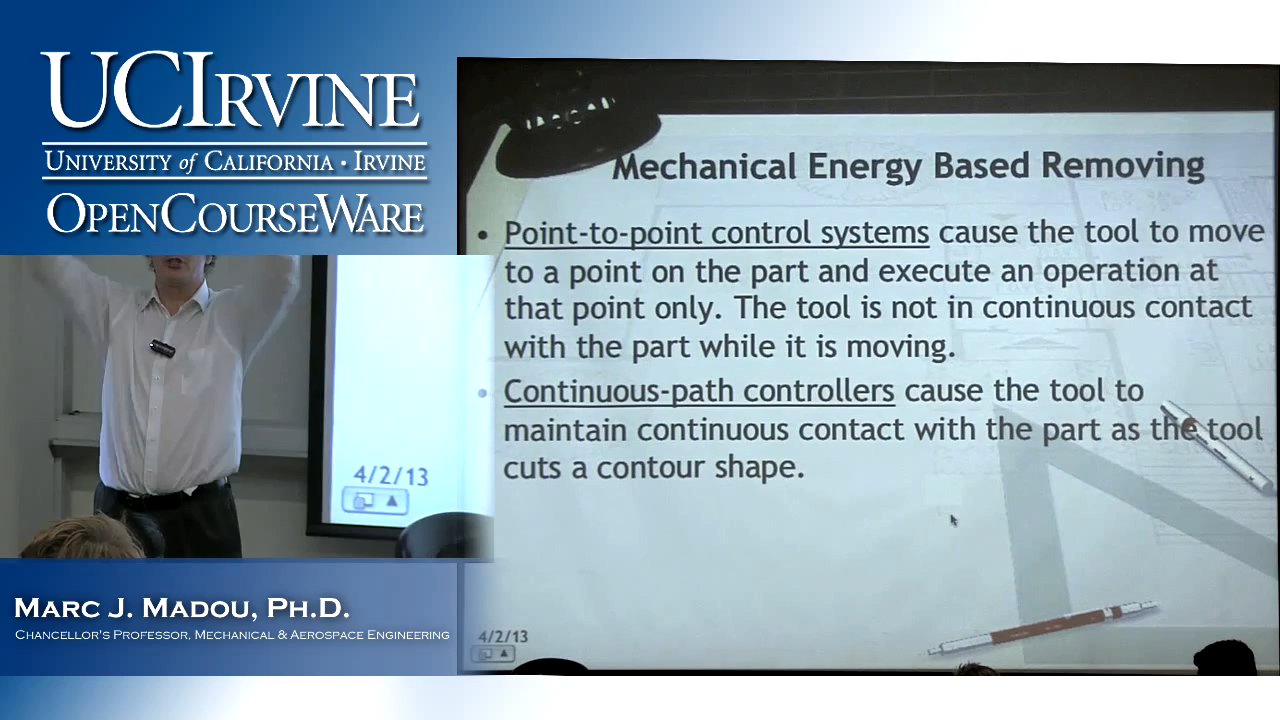 UCIRVINE
UNIVERSITY of CALIFORNIA · IRVINE
OPENCOURSEWARE
4/2/13
MARC J. MADOU, PH.D.
CHANCELLOR'S PROFESSOR, MECHANICAL & AEROSPACE ENGINEERING
Mechanical Energy Based Removing
• Point-to-point control systems cause the tool to move
to a point on the part and execute an operation at
that point only. The tool is not in continuous contact
with the part while it is moving.
• Continuous-path controllers cause the tool to
maintain continuous contact with the part as the tool
cuts a contour shape.
4/2/13